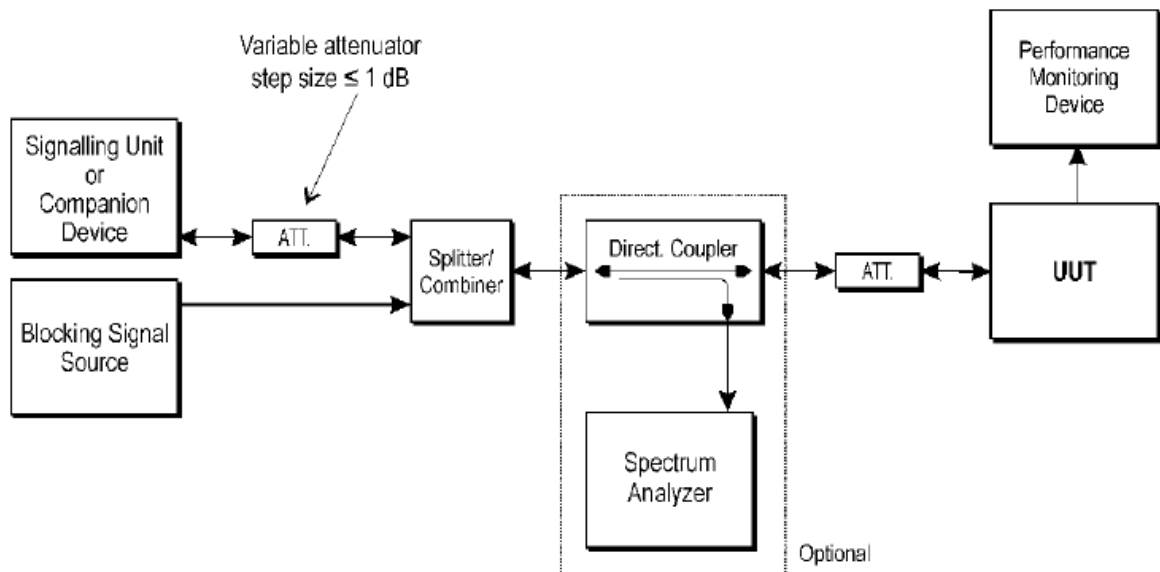 Variable attenuator
step size ≤ 1 dB
Performance
Monitoring
Device
Signalling Unit
or
Companion
Device
ATT.
Splitter/
Combiner
Direct. Coupler
ATT.
UUT
Blocking Signal
Source
Spectrum
Analyzer
Optional